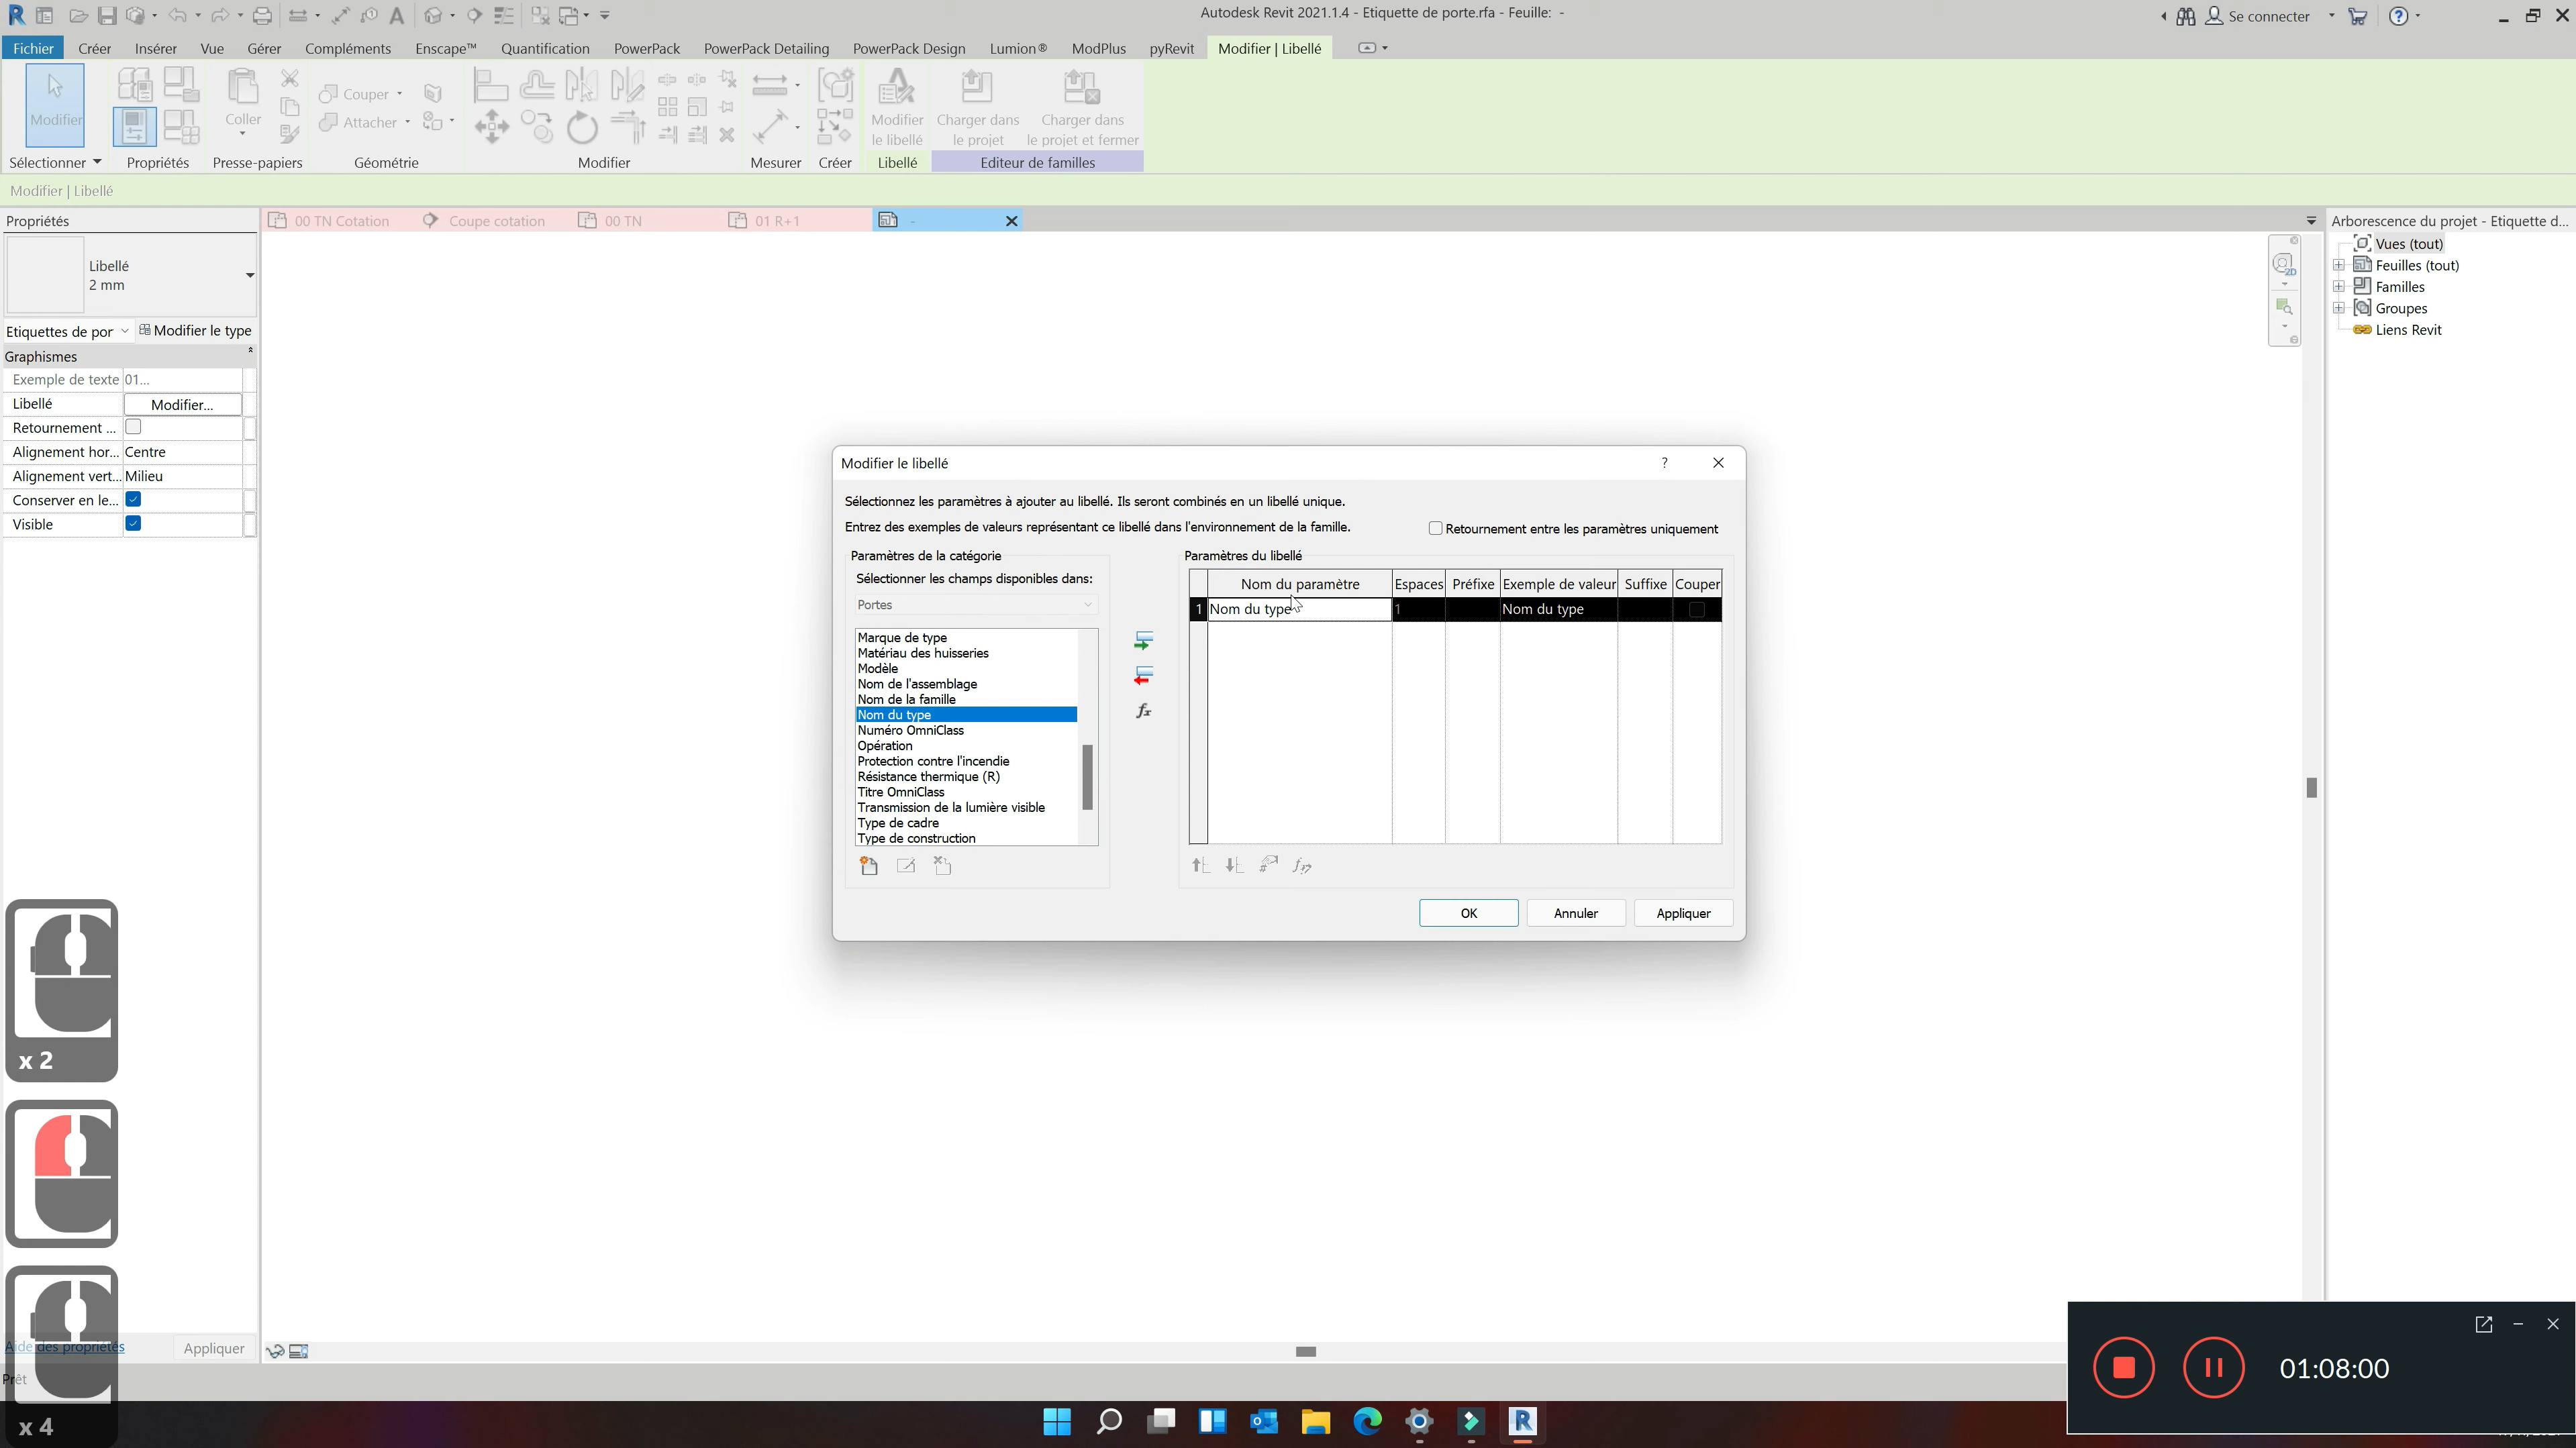 Autodesk Revit 2021.1.4 - Etiquette de porte.rfa - Feuille: -
Se connecter
Fichier Créer Insérer Vue Gérer Compléments Enscape™ Quantification PowerPack PowerPack Detailing PowerPack Design Lumion® ModPlus pyRevit Modifier | Libellé
Modifier
Coller
Couper
Attacher
Modifier
le libellé
Charger dans
le projet
Charger dans
le projet et fermer
Sélectionner Propriétés Presse-papiers Géométrie Modifier Mesurer Créer Libellé Editeur de familles
Modifier | Libellé
Propriétés
00 TN Cotation Coupe cotation 00 TN 01 R+1 -
Arborescence du projet - Etiquette d...
Vues (tout)
Feuilles (tout)
Familles
Groupes
Liens Revit
Libellé
2 mm
Etiquettes de por Modifier le type
Graphismes
Exemple de texte 01...
Libellé Modifier...
Retournement ...
Alignement hor... Centre
Alignement vert... Milieu
Conserver en le...
Visible
Modifier le libellé ?
Sélectionnez les paramètres à ajouter au libellé. Ils seront combinés en un libellé unique.
Entrez des exemples de valeurs représentant ce libellé dans l'environnement de la famille.
Retournement entre les paramètres uniquement
Paramètres de la catégorie
Sélectionner les champs disponibles dans:
Portes
Marque de type
Matériau des huisseries
Modèle
Nom de l'assemblage
Nom de la famille
Nom du type
Numéro OmniClass
Opération
Protection contre l'incendie
Résistance thermique (R)
Titre OmniClass
Transmission de la lumière visible
Type de cadre
Type de construction
Paramètres du libellé
Nom du paramètre Espaces Préfixe Exemple de valeur Suffixe Couper
1 Nom du type 1 Nom du type
OK Annuler Appliquer
x 2
x 4
Aide des propriétés Appliquer
Prêt
01:08:00